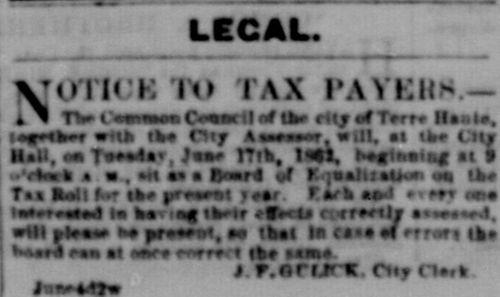 LEGAL.
NOTICE TO TAX PAYERS.—
The Common Council of the city of Terre Haute,
together with the City Assessor, will, at the City
Hall, on Tuesday, June 17th, 1862, beginning at 9
o'clock A. M., sit as a Board of Equalization on the
Tax Roll for the present year. Each and every one
interested in having their effects correctly assessed,
will please be present, so that in case of errors the
board can at once correct the same.
J. F. GULICK, City Clerk.
June4d2w